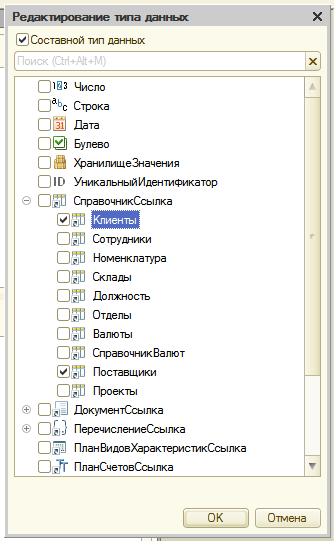 Редактирование типа данных
Составной тип данных
Поиск (Ctrl+Alt+M)
Число
Строка
Дата
Булево
ХранилищеЗначения
УникальныйИдентификатор
СправочникСсылка
Клиенты
Сотрудники
Номенклатура
Склады
Должность
Отделы
Валюты
СправочникВалют
Поставщики
Проекты
ДокументСсылка
ПеречислениеСсылка
ПланВидовХарактеристикСсылка
ПланСчетовСсылка
OK Отмена